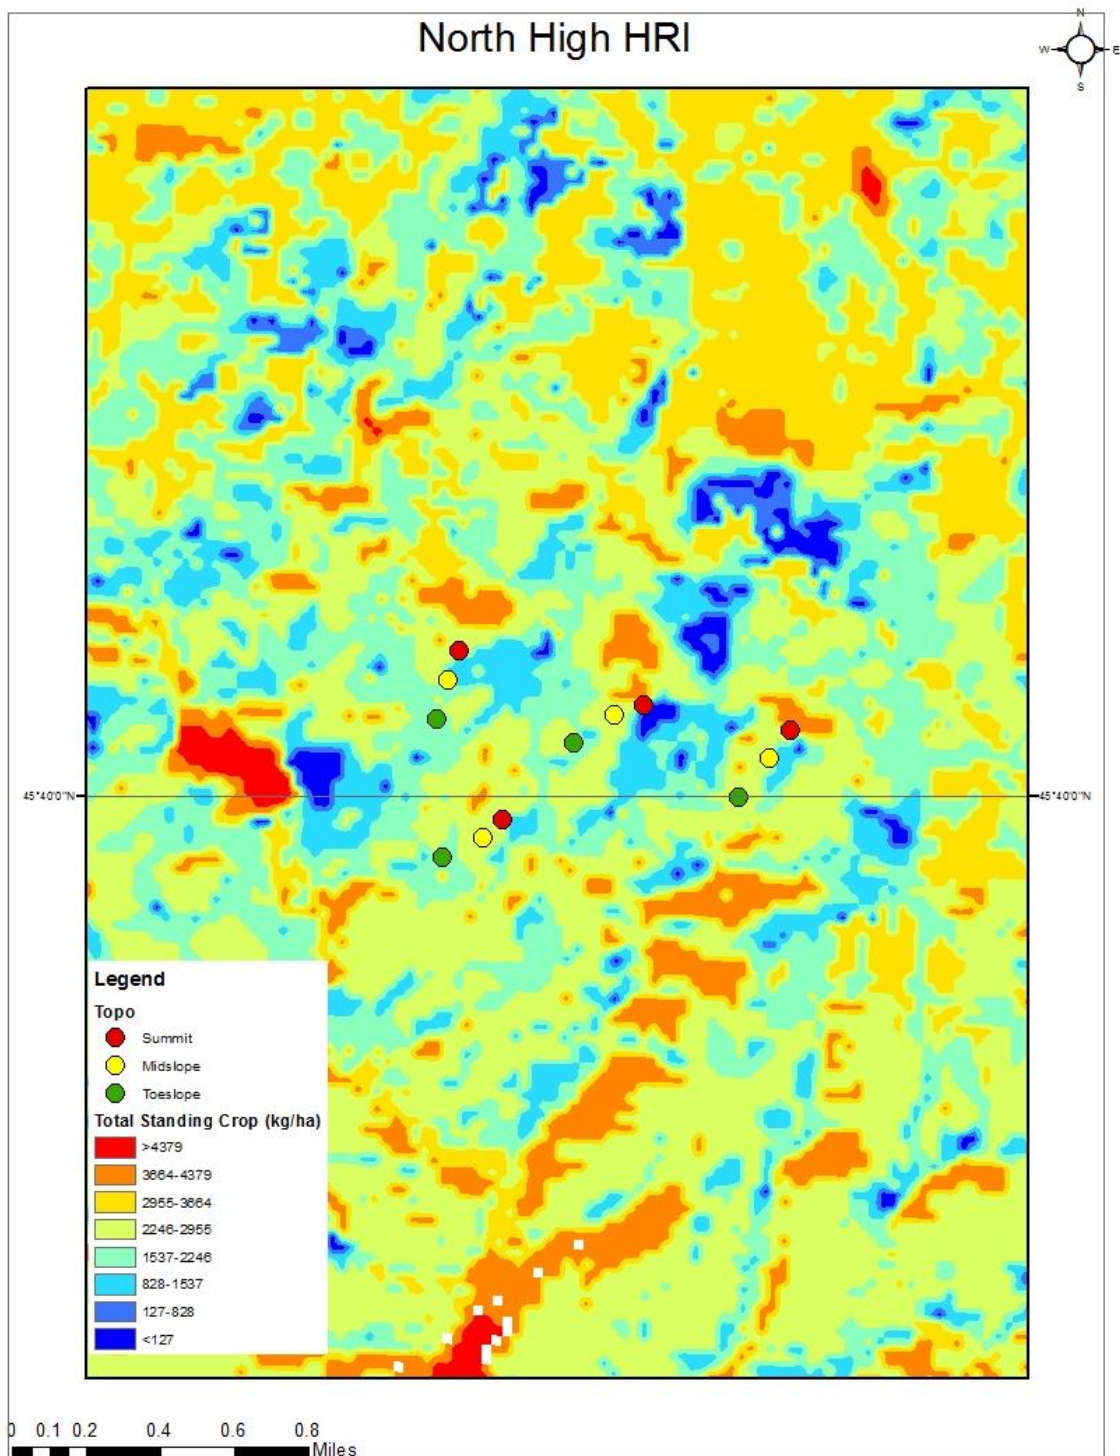 North High HRI
N
W E
S
45°40'0"N 45°40'0"N
Legend
Topo
Summit
Midslope
Toeslope
Total Standing Crop (kg/ha)
>4379
3664-4379
2955-3664
2246-2955
1537-2246
828-1537
127-828
<127
0 0.1 0.2 0.4 0.6 0.8
Miles